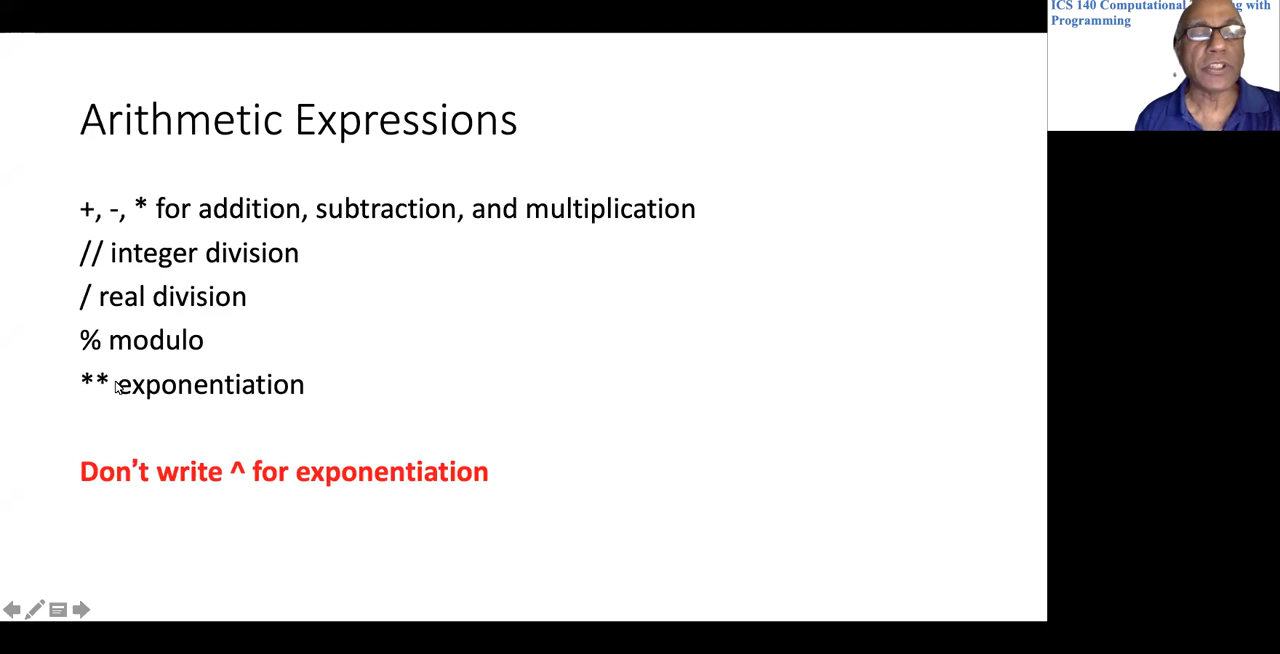 ICS 140 Computational with
Programming
Arithmetic Expressions
+, -, * for addition, subtraction, and multiplication
// integer division
/ real division
% modulo
** exponentiation
Don’t write ^ for exponentiation